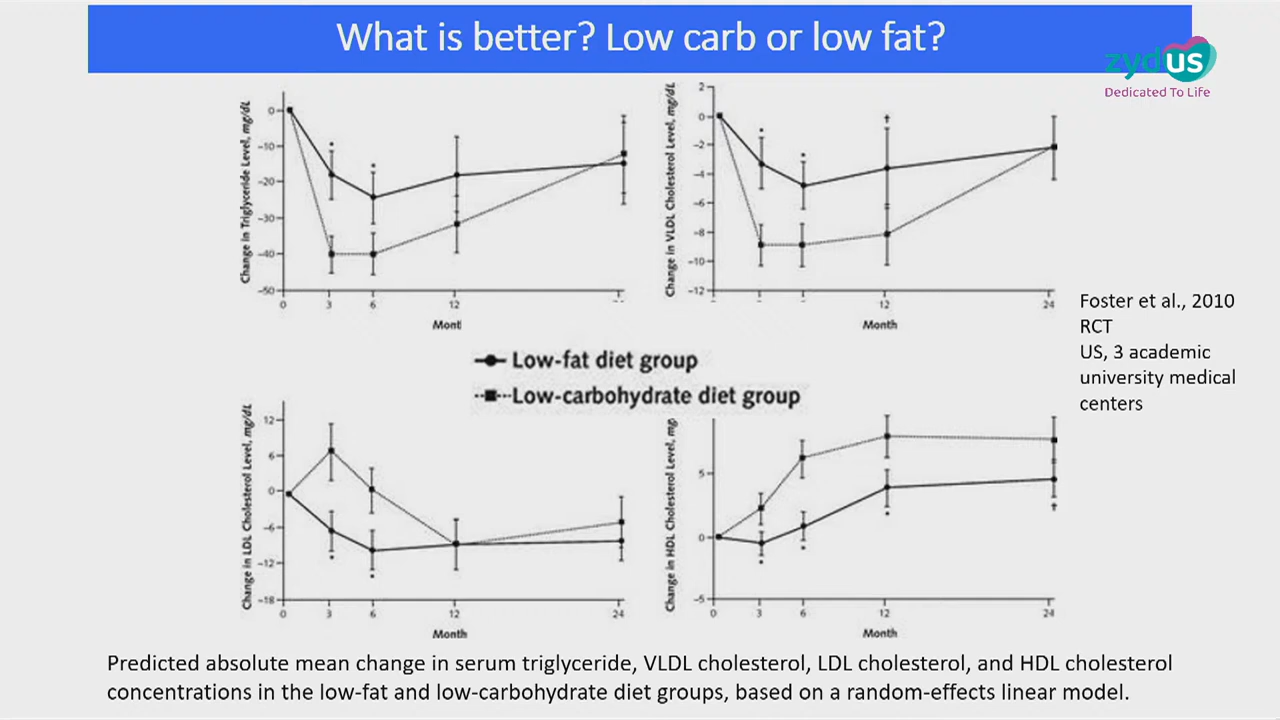 What is better? Low carb or low fat?
zydus
Dedicated To Life
Change in Triglyceride Level, mg/dL
0
-10
-20
-30
-40
-50
0 3 6 12
Mont
Change in VLDL Cholesterol Level, mg/dL
2
0
-2
-4
-6
-8
-10
-12
0 12 24
Month
Foster et al., 2010
RCT
US, 3 academic
university medical
centers
Low-fat diet group
Low-carbohydrate diet group
Change in LDL Cholesterol Level, mg/dL
12
6
0
-6
-12
-18
0 3 6 12 24
Month
Change in HDL Cholesterol Level, mg
5
0
-5
0 3 6 12 24
Month
Predicted absolute mean change in serum triglyceride, VLDL cholesterol, LDL cholesterol, and HDL cholesterol
concentrations in the low-fat and low-carbohydrate diet groups, based on a random-effects linear model.